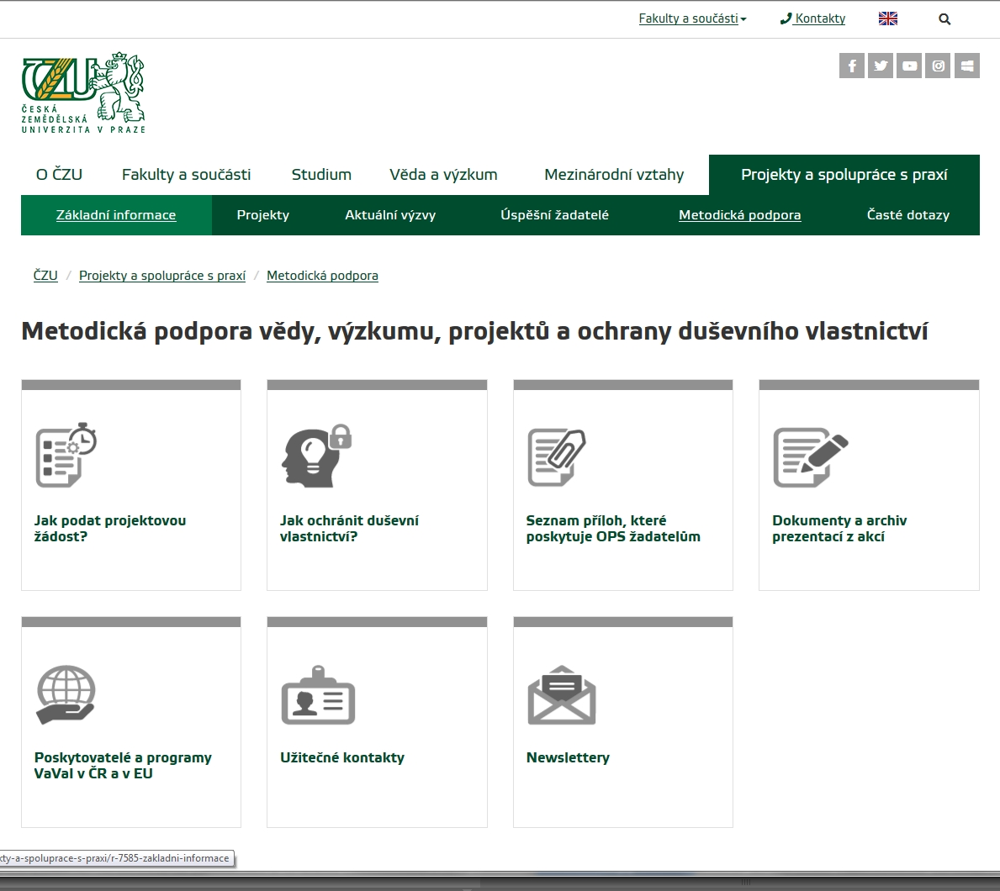 Fakulty a součásti Kontakty
ČZU
ČESKÁ
ZEMĚDĚLSKÁ
UNIVERZITA V PRAZE
O ČZU Fakulty a součásti Studium Věda a výzkum Mezinárodní vztahy Projekty a spolupráce s praxí
Základní informace Projekty Aktuální výzvy Úspěšní žadatelé Metodická podpora Časté dotazy
ČZU / Projekty a spolupráce s praxí / Metodická podpora
Metodická podpora vědy, výzkumu, projektů a ochrany duševního vlastnictví
Jak podat projektovou
žádost?
Jak ochránit duševní
vlastnictví?
Seznam příloh, které
poskytuje OPS žadatelům
Dokumenty a archiv
prezentací z akcí
Poskytovatelé a programy
VaVaI v ČR a v EU
Užitečné kontakty
Newslettery
kty-a-spoluprace-s-praxi/r-7585-zakladni-informace